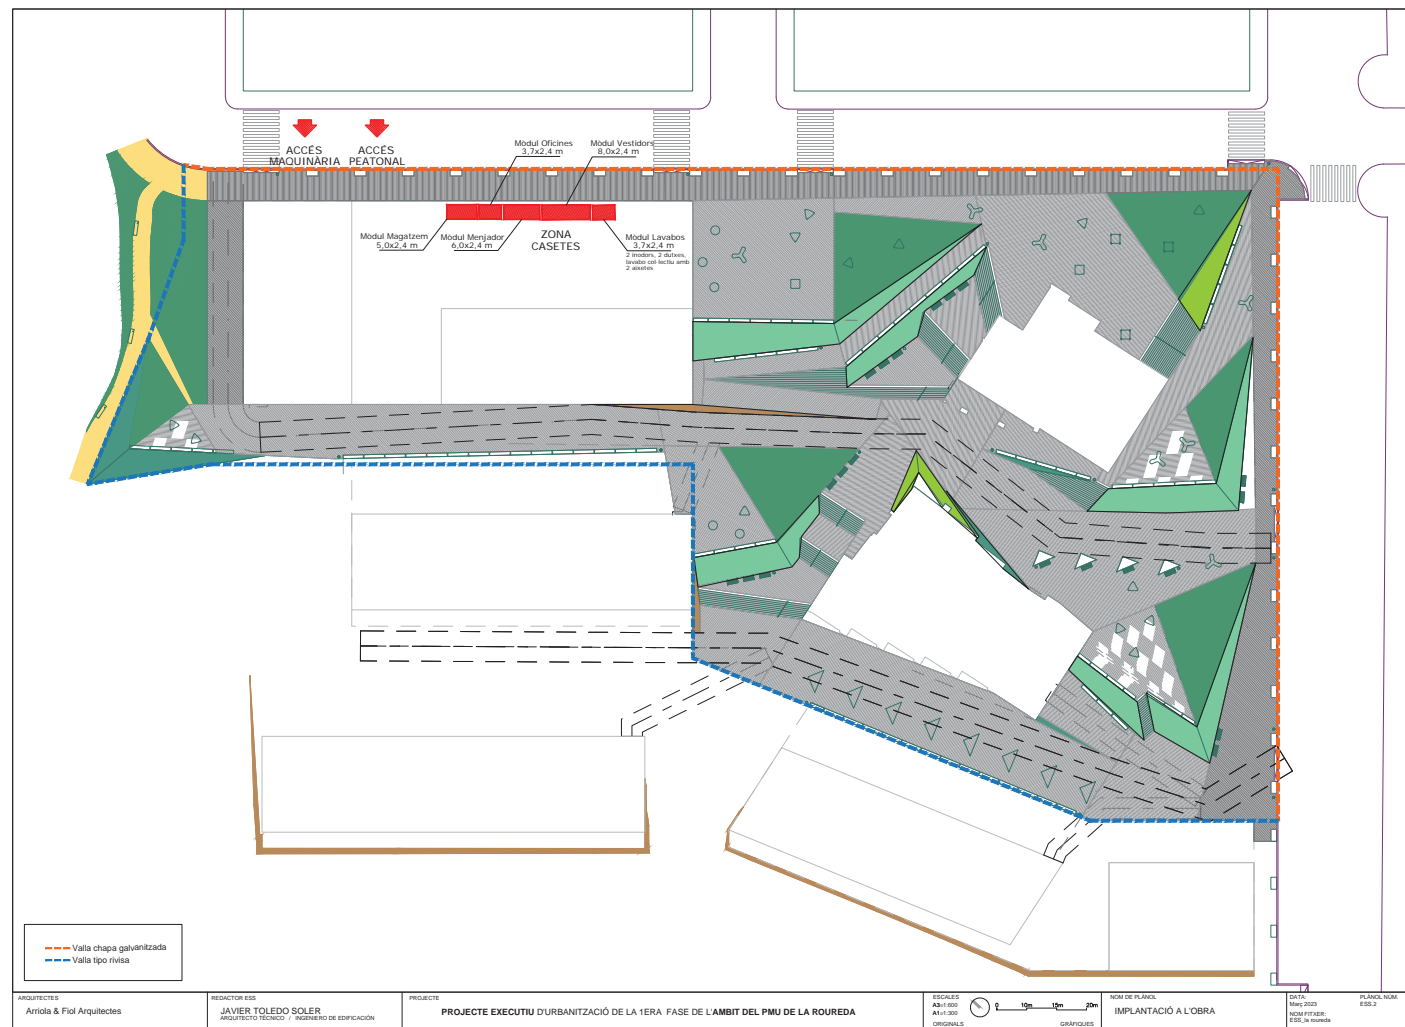 ACCÉS
MAQUINÀRIA
ACCÉS
PEATONAL
Mòdul Oficines
3,7x2,4 m
Mòdul Vestidors
8,0x2,4 m
Mòdul Magatzem
5,0x2,4 m
Mòdul Menjador
6,0x2,4 m
ZONA
CASETES
Mòdul Lavabos
3,7x2,4 m
2 inodors, 2 dutxes,
lavabo col·lectiu amb
2 aixetes
Valla chapa galvanitzada
Valla tipo rivisa
ARQUITECTES
Arriola & Fiol Arquitectes
REDACTOR ESS
JAVIER TOLEDO SOLER
ARQUITECTO TÉCNICO / INGENIERO DE EDIFICACIÓN
PROJECTE
PROJECTE EXECUTIU D'URBANITZACIÓ DE LA 1ERA FASE DE L'AMBIT DEL PMU DE LA ROUREDA
ESCALES
A3=1:600
A1=1:300
ORIGINALS
0 10m 15m 20m
GRÀFIQUES
NOM DE PLÀNOL
IMPLANTACIÓ A L'OBRA
DATA:
Març 2023
NOM FITXER:
ESS_la roureda
PLÀNOL NÚM.
ESS.2